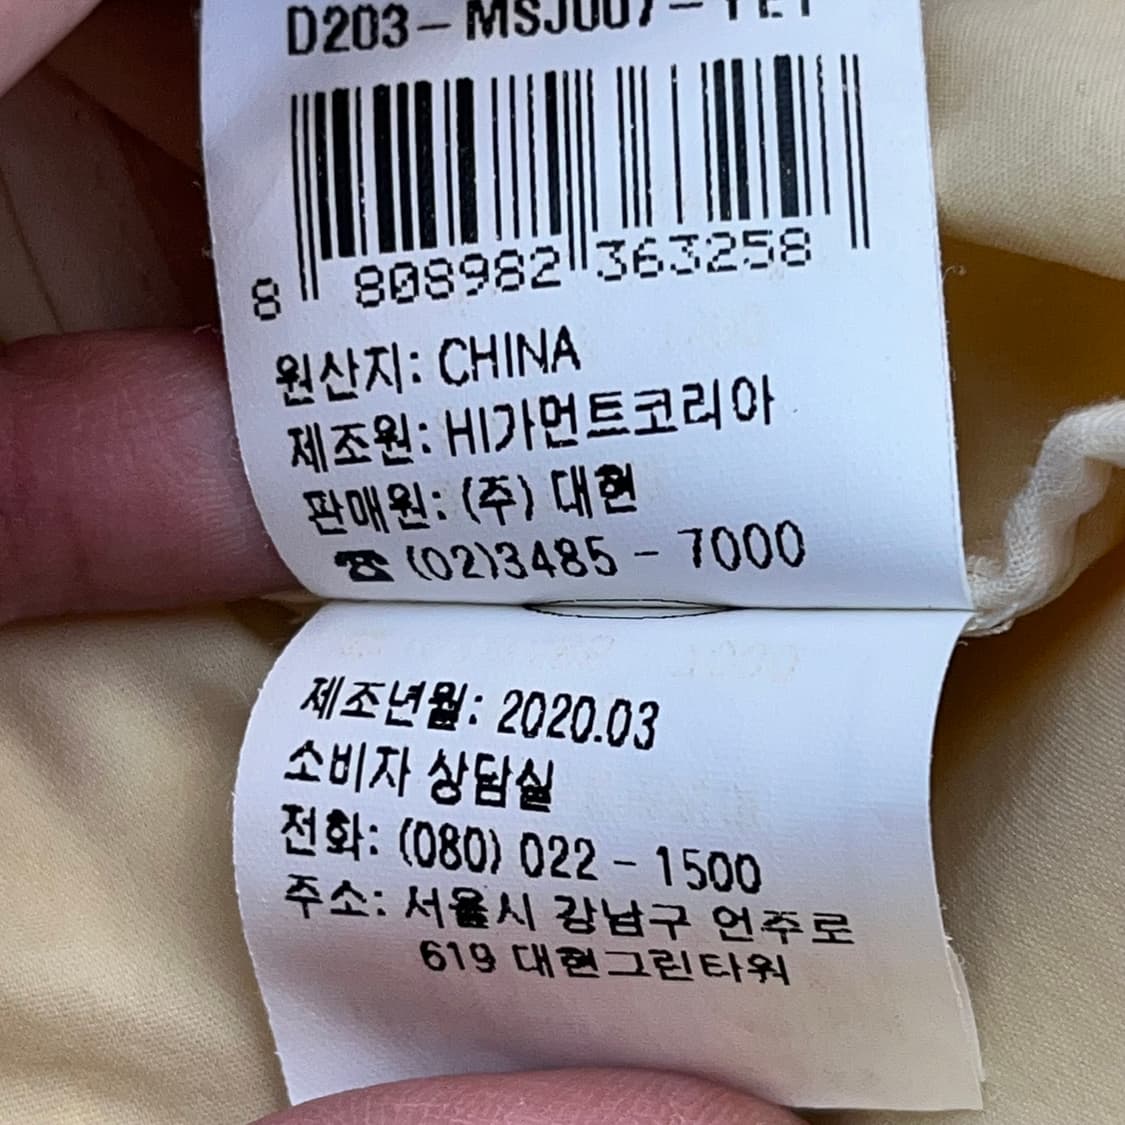 D203-MSJ007-YE1
8 808982 363258
원산지: CHINA
제조원: HI가먼트코리아
판매원: (주) 대현
☎ (02)3485 - 7000
제조년월: 2020.03
소비자 상담실
전화: (080) 022 - 1500
주소: 서울시 강남구 언주로
619 대현그린타워